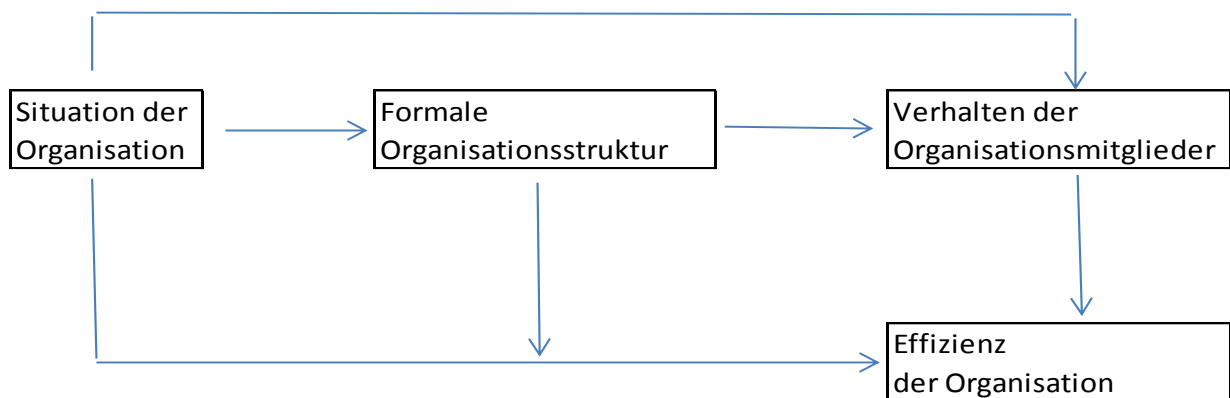 Situation der
Organisation
Formale
Organisationsstruktur
Verhalten der
Organisationsmitglieder
Effizienz
der Organisation